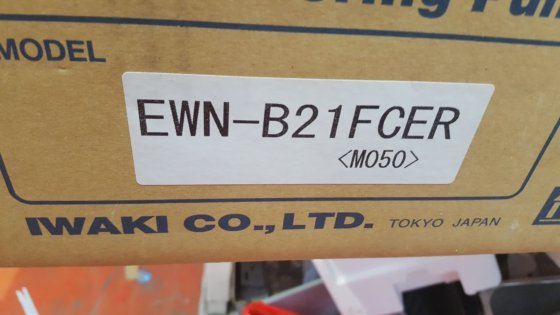 MODEL
EWN-B21FCER
<M050>
IWAKI CO.,LTD. TOKYO JAPAN